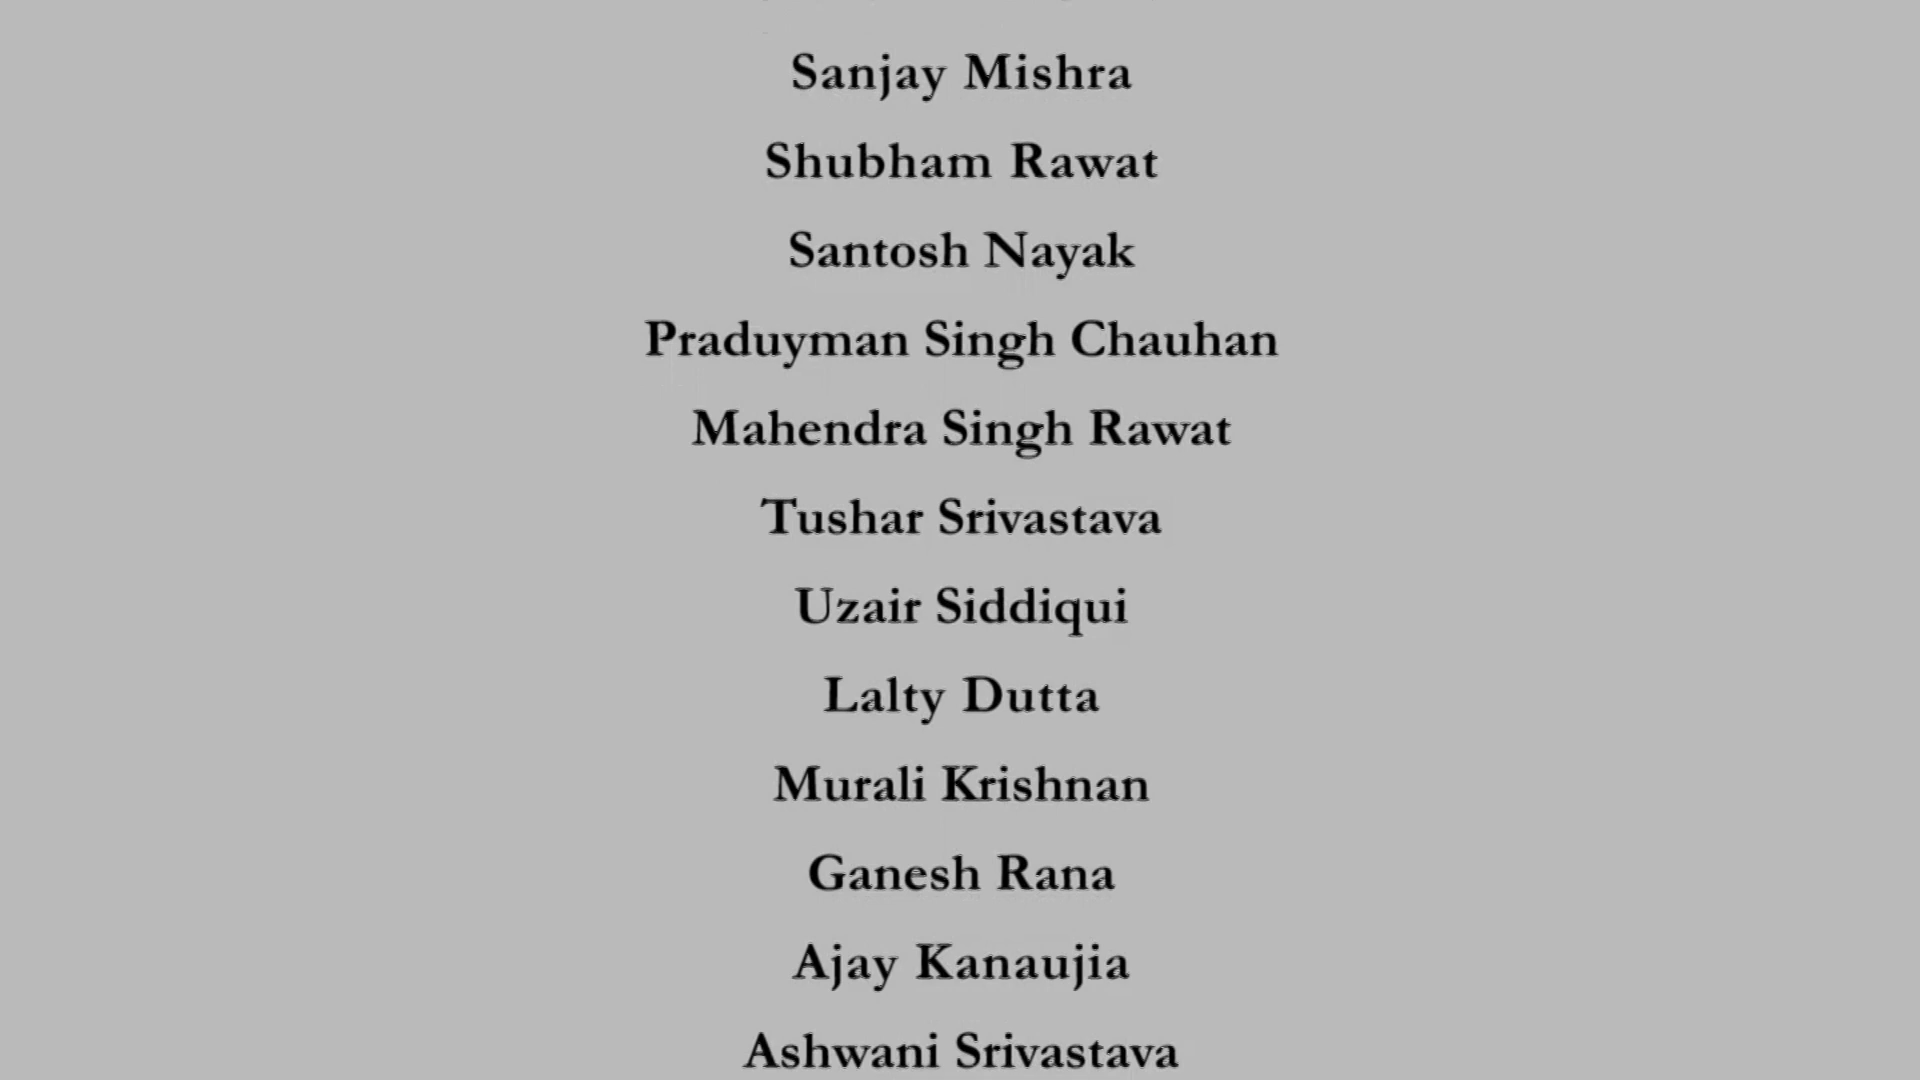 Sanjay Mishra
Shubham Rawat
Santosh Nayak
Praduyman Singh Chauhan
Mahendra Singh Rawat
Tushar Srivastava
Uzair Siddiqui
Lalty Dutta
Murali Krishnan
Ganesh Rana
Ajay Kanaujia
Ashwani Srivastava